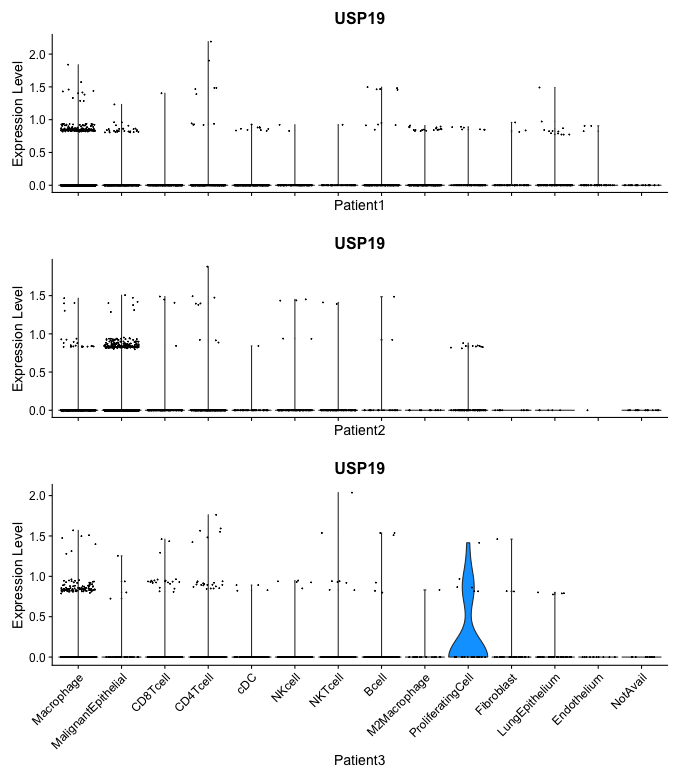 USP19
Expression Level
2.0
1.5
1.0
0.5
0.0
Patient1
USP19
Expression Level
1.5
1.0
0.5
0.0
Patient2
USP19
Expression Level
2.0
1.5
1.0
0.5
0.0
Macrophage
MalignantEpithelial
CD8Tcell
CD4Tcell
cDC
NKcell
NKTcell
Bcell
M2Macrophage
ProliferatingCell
Fibroblast
LungEpithelium
Endothelium
NotAvail
Patient3